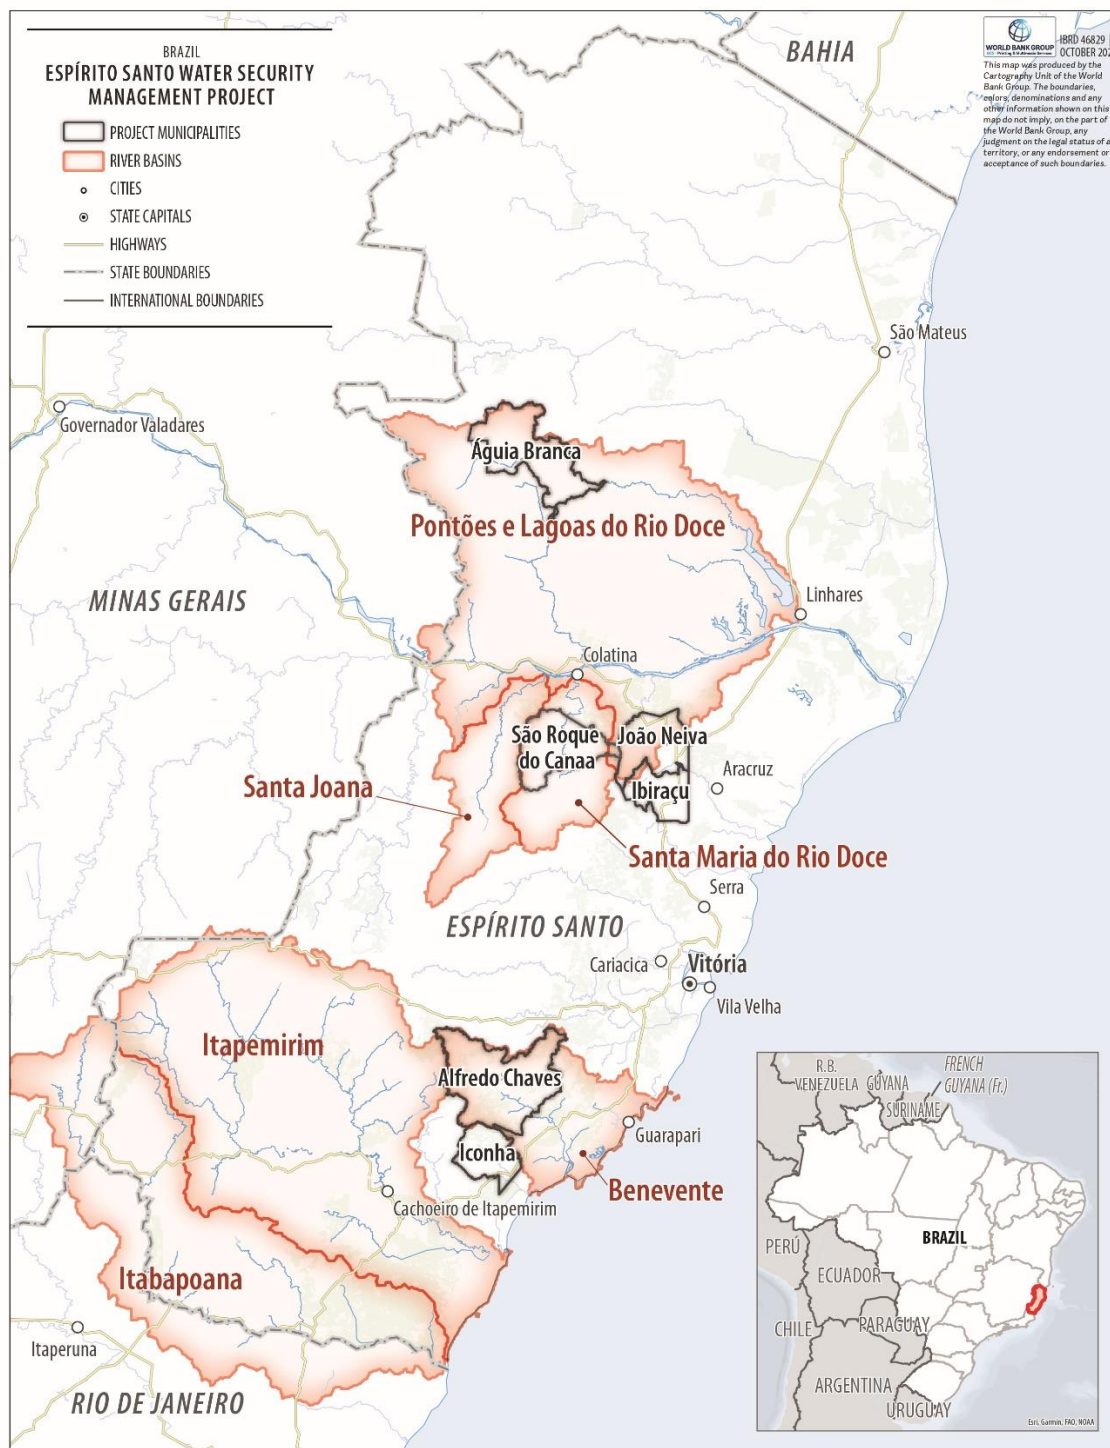 BRAZIL
ESPÍRITO SANTO WATER SECURITY
MANAGEMENT PROJECT
PROJECT MUNICIPALITIES
RIVER BASINS
CITIES
STATE CAPITALS
HIGHWAYS
STATE BOUNDARIES
INTERNATIONAL BOUNDARIES
WORLD BANK GROUP
IBRD 46829
OCTOBER 202
This map was produced by the
Cartography Unit of the World
Bank Group. The boundaries,
colors, denominations and any
other information shown on this
map do not imply, on the part of
the World Bank Group, any
judgment on the legal status of a
territory, or any endorsement or
acceptance of such boundaries.
BAHIA
São Mateus
Governador Valadares
Águia Branca
Pontões e Lagoas do Rio Doce
MINAS GERAIS
Linhares
Colatina
São Roque
do Canaa
João Neiva
Santa Joana
Ibiraçu
Aracruz
Santa Maria do Rio Doce
Serra
ESPÍRITO SANTO
Cariacica
Vitória
Vila Velha
Itapemirim
Alfredo Chaves
Guarapari
Iconha
Benevente
Cachoeiro de Itapemirim
Itabapoana
Itaperuna
RIO DE JANEIRO
R.B.
VENEZUELA
GUYANA
FRENCH
GUYANA (Fr.)
SURINAME
BRAZIL
PERÚ
ECUADOR
CHILE
PARAGUAY
ARGENTINA
URUGUAY
Esri, Garmin, FAO, NOAA